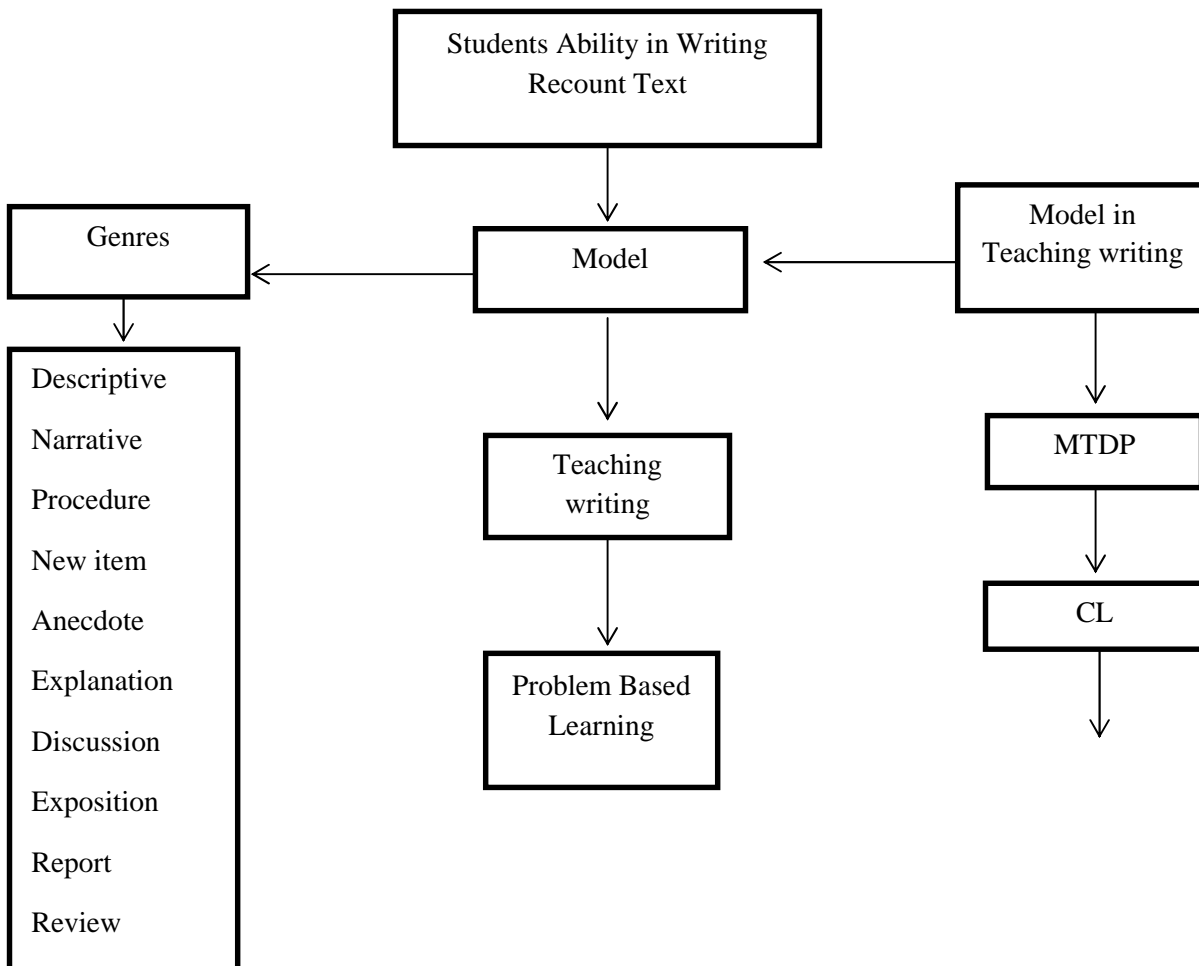 Students Ability in Writing
Recount Text
Genres
Model
Model in
Teaching writing
Descriptive
Narrative
Procedure
New item
Anecdote
Explanation
Discussion
Exposition
Report
Review
Teaching
writing
Problem Based
Learning
MTDP
CL